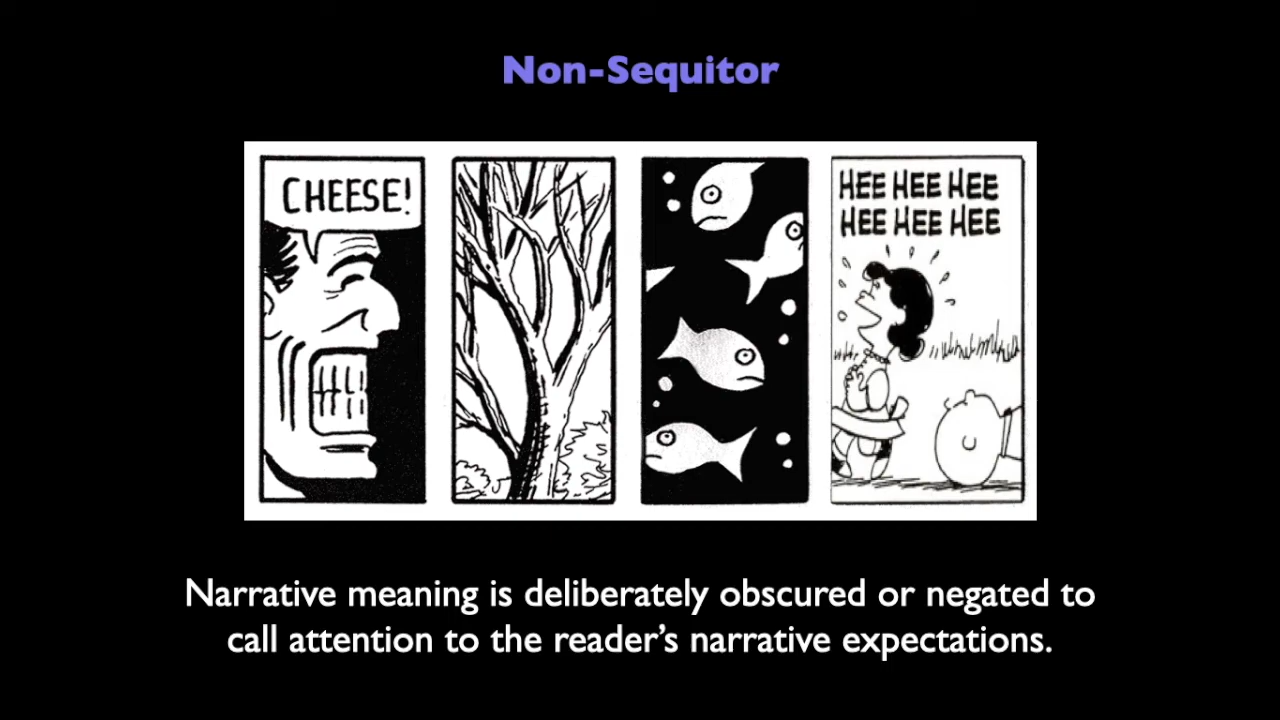 Non-Sequitor
CHEESE!
HEE HEE HEE
HEE HEE HEE
Narrative meaning is deliberately obscured or negated to
call attention to the reader’s narrative expectations.